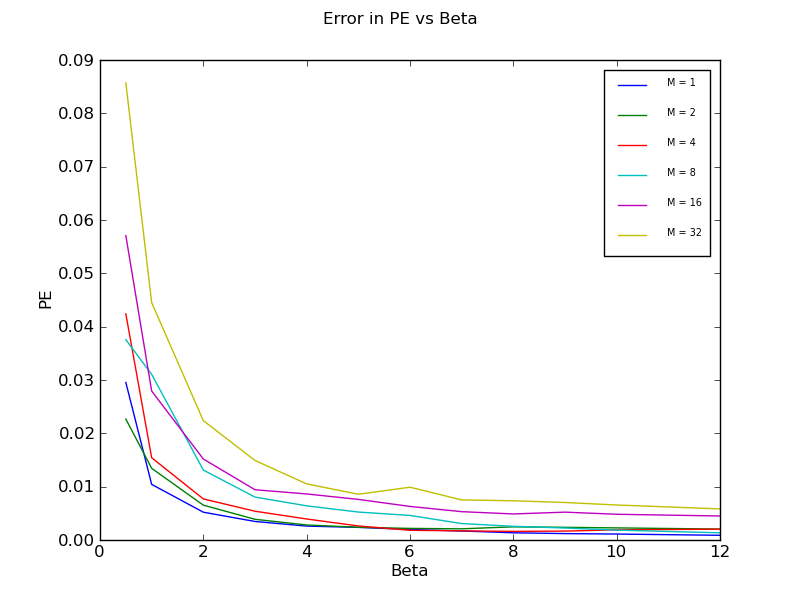 Error in PE vs Beta
0.09
0.08
0.07
0.06
0.05
0.04
0.03
0.02
0.01
0.00
PE
0 2 4 6 8 10 12
Beta
M = 1
M = 2
M = 4
M = 8
M = 16
M = 32